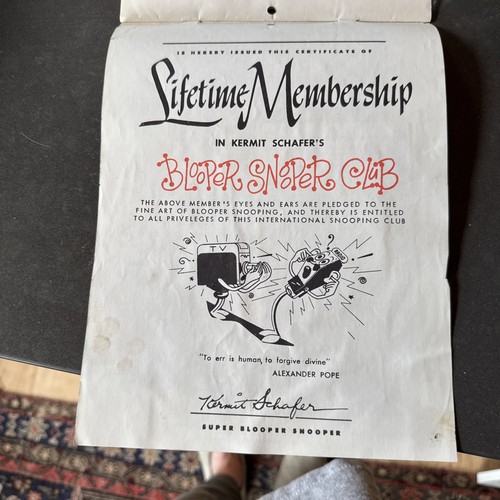 IS HEREBY ISSUED THIS CERTIFICATE OF
Lifetime Membership
IN KERMIT SCHAFER'S
BLOOPER SNOOPER CLUB
THE ABOVE MEMBER'S EYES AND EARS ARE PLEDGED TO THE
FINE ART OF BLOOPER SNOOPING, AND THEREBY IS ENTITLED
TO ALL PRIVELEGES OF THIS INTERNATIONAL SNOOPING CLUB
TV
"To err is human, to forgive divine"
ALEXANDER POPE
Kermit Schafer
SUPER BLOOPER SNOOPER